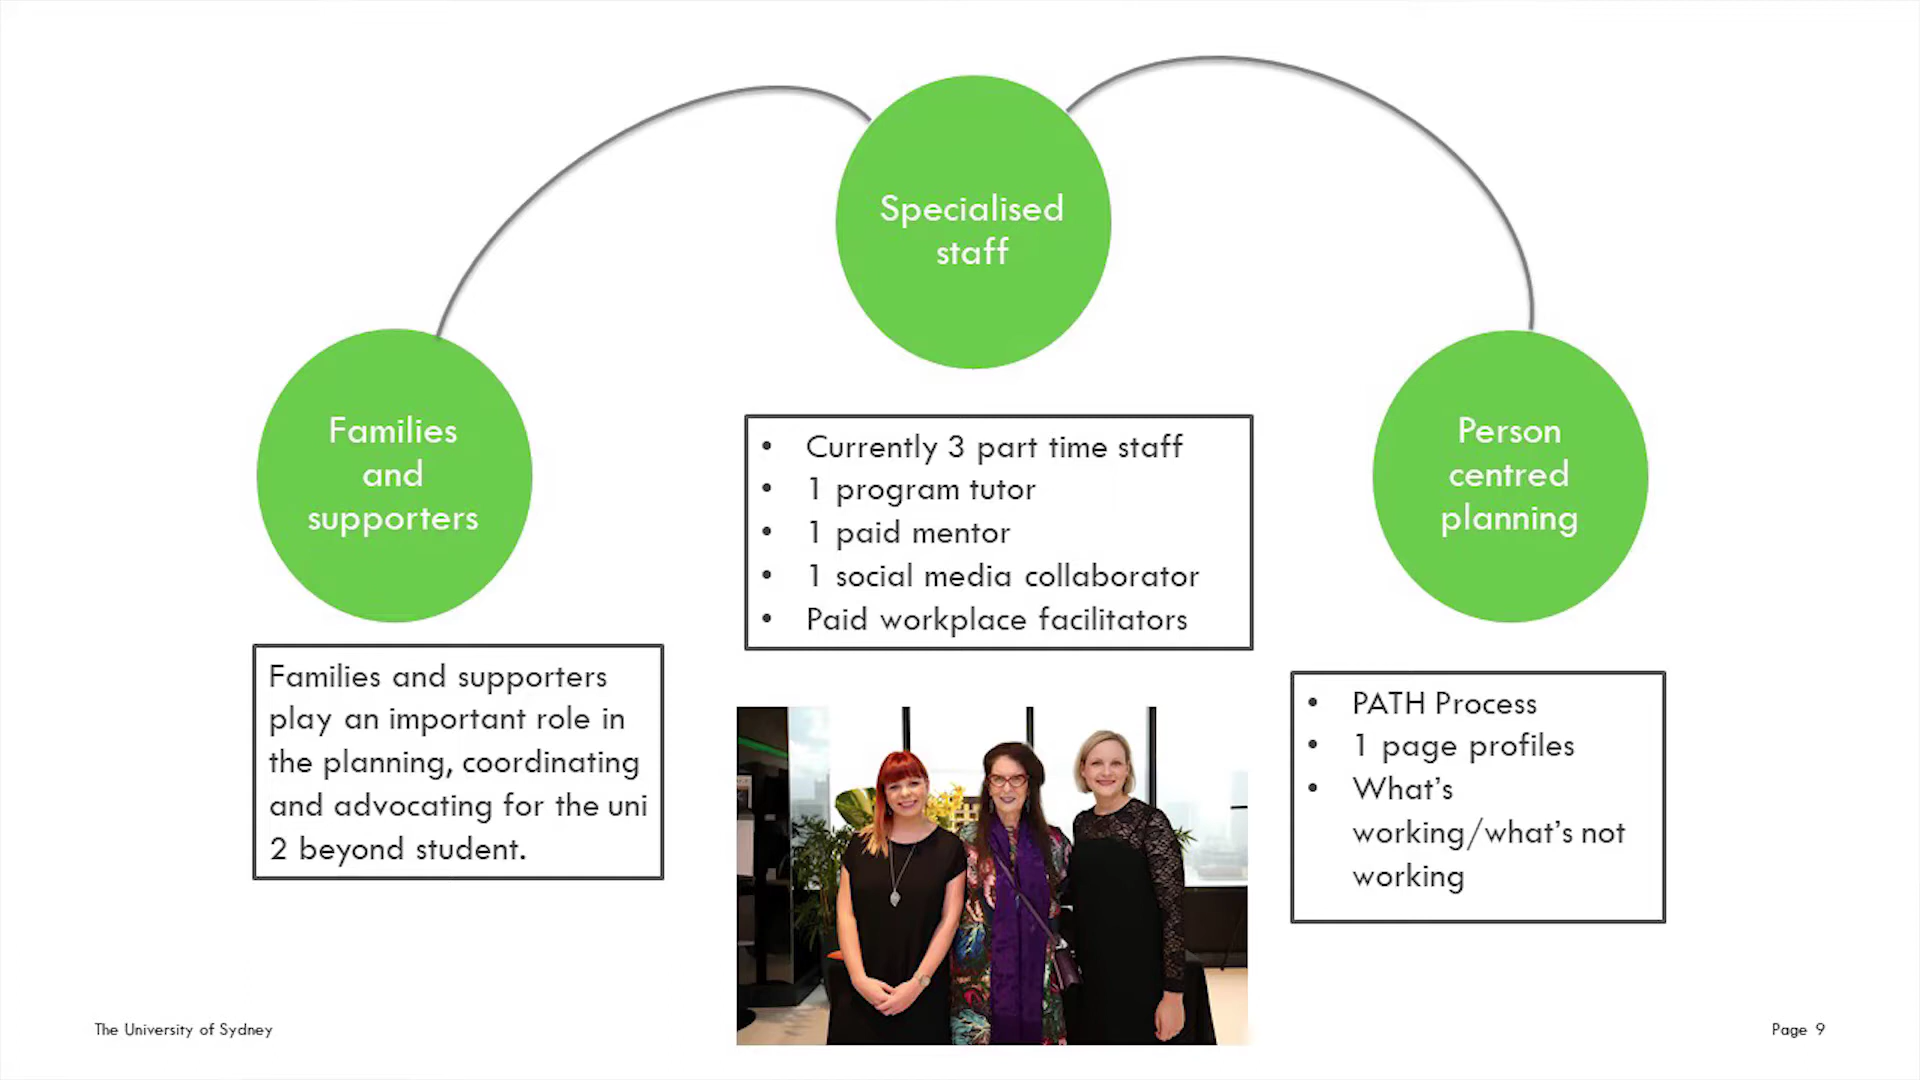 Specialised
staff
Families
and
supporters
Person
centred
planning
• Currently 3 part time staff
• 1 program tutor
• 1 paid mentor
• 1 social media collaborator
• Paid workplace facilitators
Families and supporters
play an important role in
the planning, coordinating
and advocating for the uni
2 beyond student.
• PATH Process
• 1 page profiles
• What’s
working/what’s not
working
The University of Sydney
Page 9